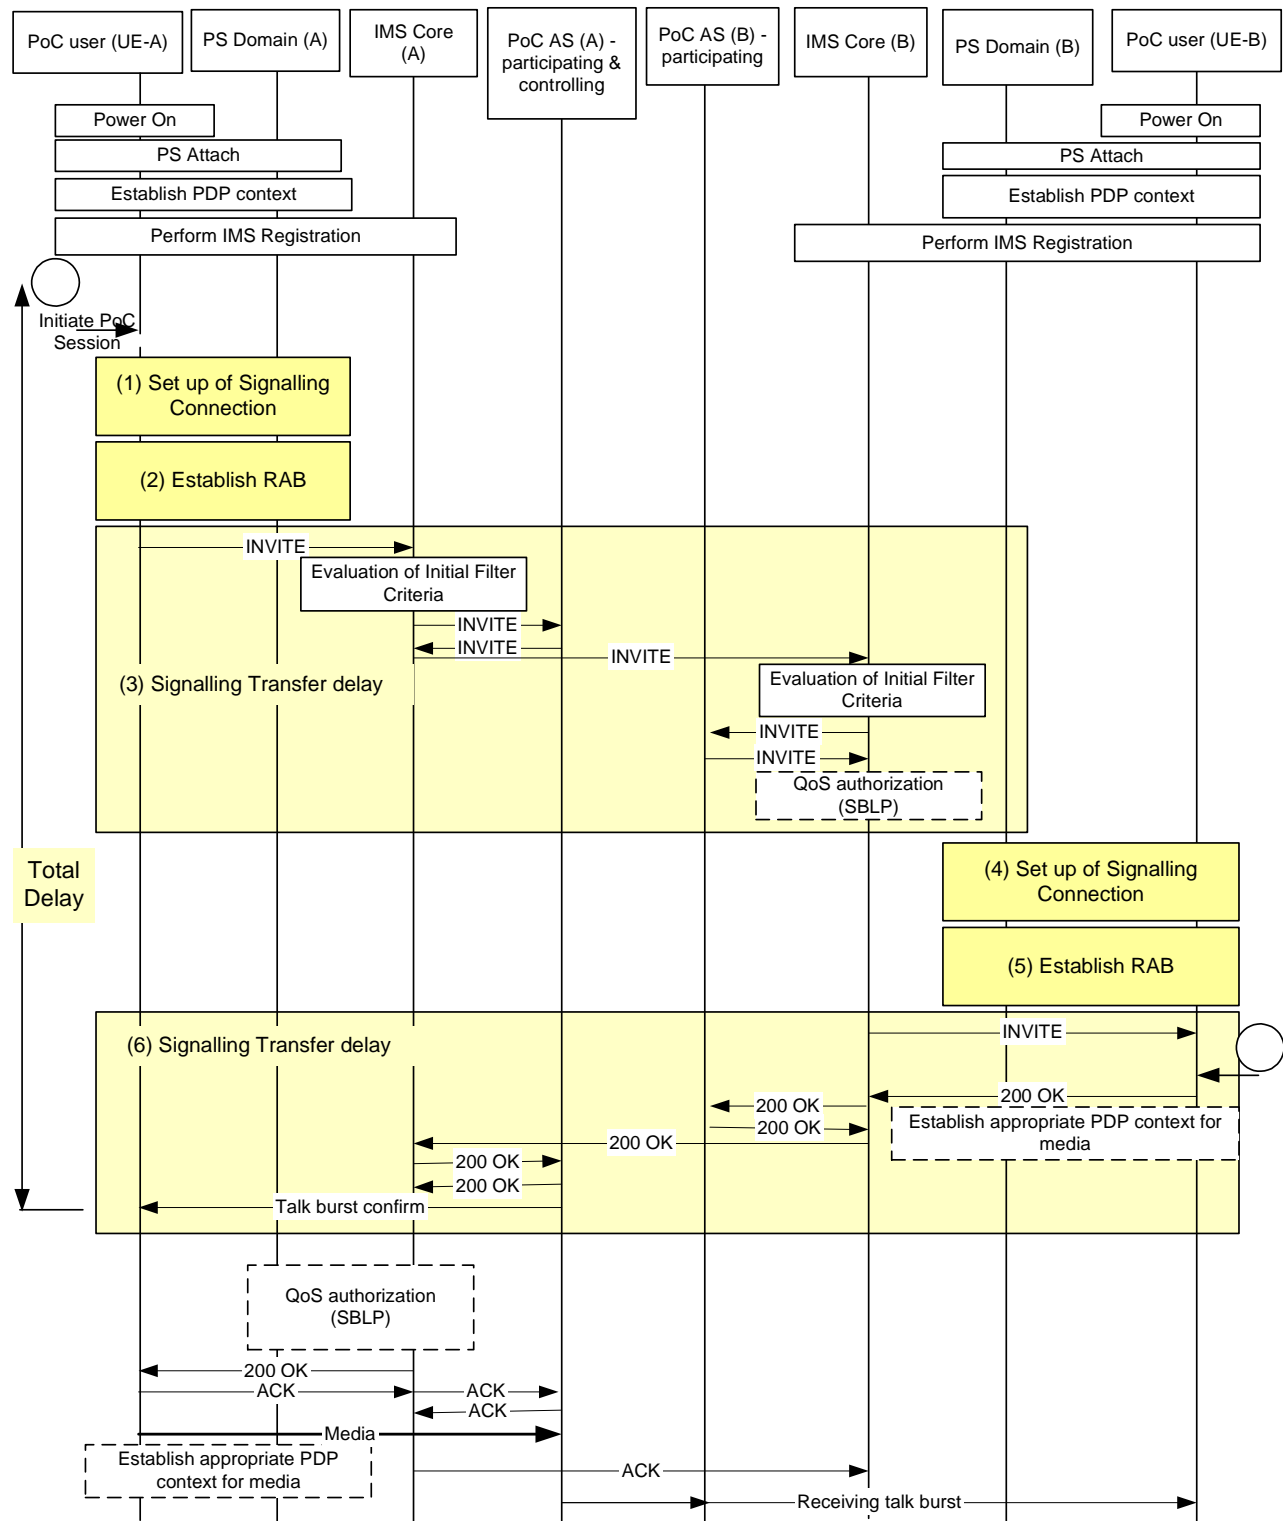 PoC user (UE-A)
PS Domain (A)
IMS Core
(A)
PoC AS (A) -
participating &
controlling
PoC AS (B) -
participating
IMS Core (B)
PS Domain (B)
PoC user (UE-B)
Power On
Power On
PS Attach
PS Attach
Establish PDP context
Establish PDP context
Perform IMS Registration
Perform IMS Registration
Initiate PoC
Session
(1) Set up of Signalling
Connection
(2) Establish RAB
INVITE
Evaluation of Initial Filter
Criteria
INVITE
INVITE
INVITE
(3) Signalling Transfer delay
Evaluation of Initial Filter
Criteria
INVITE
INVITE
QoS authorization
(SBLP)
Total
Delay
(4) Set up of Signalling
Connection
(5) Establish RAB
(6) Signalling Transfer delay
INVITE
200 OK
200 OK
200 OK
Establish appropriate PDP context for
media
200 OK
200 OK
200 OK
Talk burst confirm
QoS authorization
(SBLP)
200 OK
ACK
ACK
ACK
Media
Establish appropriate PDP
context for media
ACK
Receiving talk burst